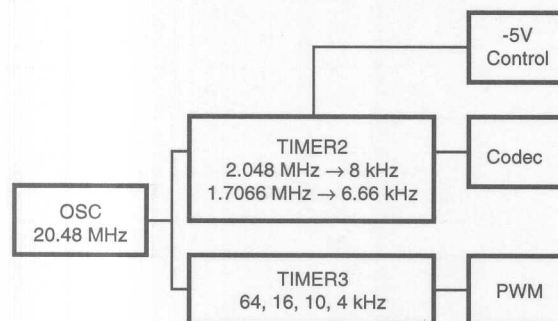 -5V
Control
TIMER2
2.048 MHz → 8 kHz
1.7066 MHz → 6.66 kHz
Codec
OSC
20.48 MHz
TIMER3
64, 16, 10, 4 kHz
PWM